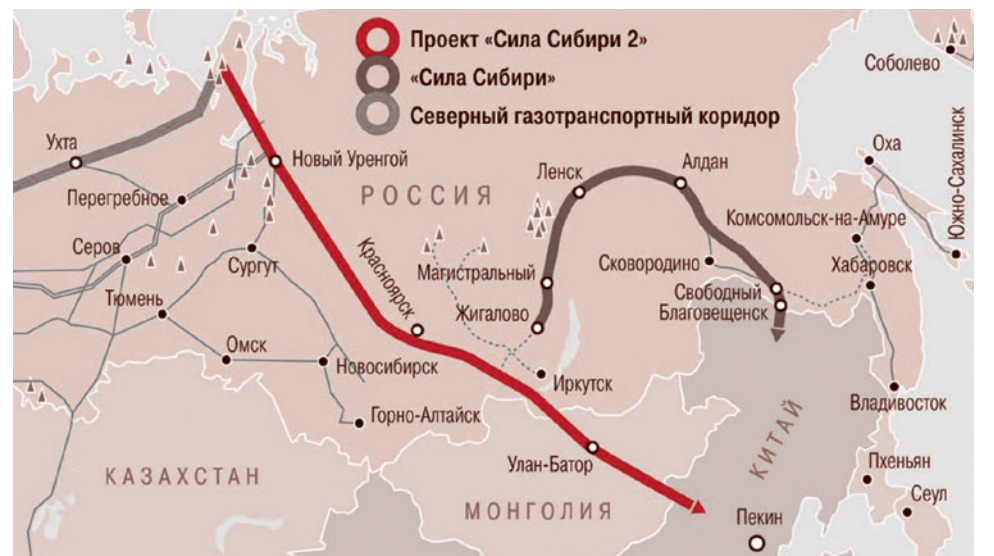 Проект «Сила Сибири 2»
«Сила Сибири»
Северный газотранспортный коридор
Соболево
Ухта
Новый Уренгой
Оха
Перегребное
РОССИЯ
Ленск
Алдан
Южно-Сахалинск
Комсомольск-на-Амуре
Серов
Сургут
Красноярск
Магистральный
Сковородино
Хабаровск
Тюмень
Жигалово
Свободный
Благовещенск
Омск
Новосибирск
Иркутск
Горно-Алтайск
Владивосток
КАЗАХСТАН
Улан-Батор
КИТАЙ
Пхеньян
МОНГОЛИЯ
Сеул
Пекин